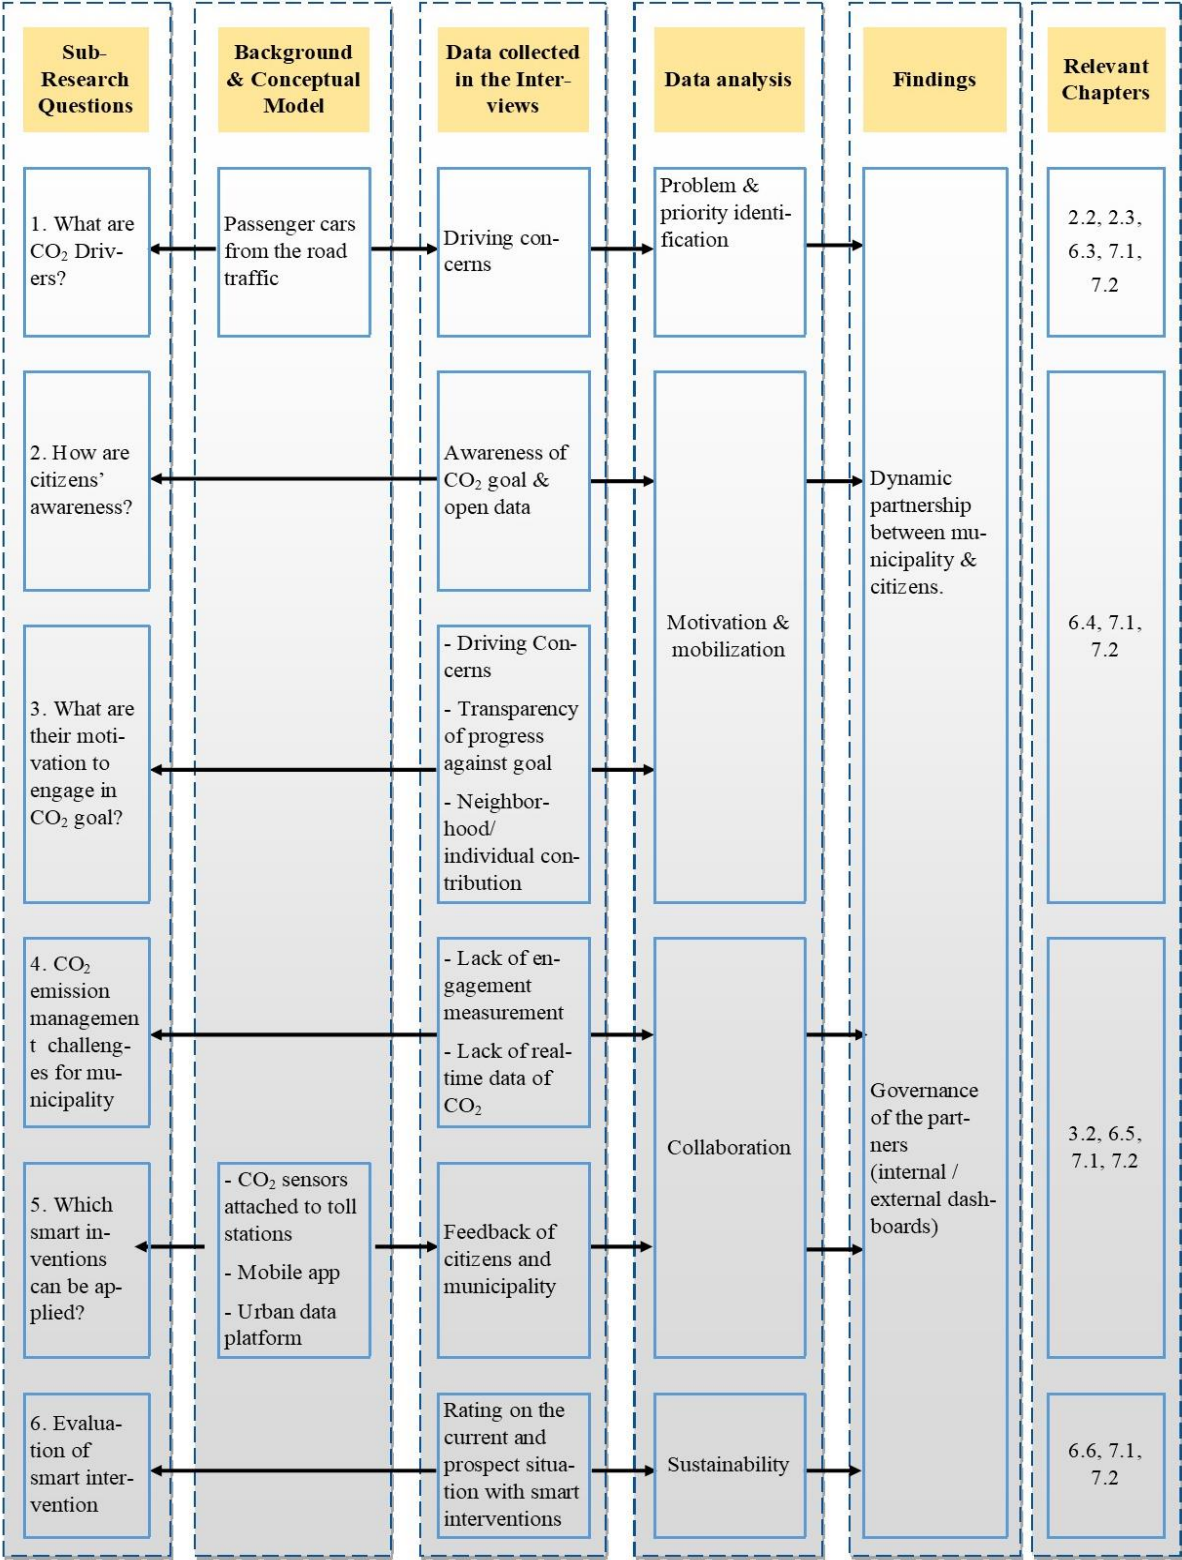 Sub-
Research
Questions
Background
& Conceptual
Model
Data collected
in the Inter-
views
Data analysis
Findings
Relevant
Chapters
1. What are
CO₂ Driv-
ers?
Passenger cars
from the road
traffic
Driving con-
cerns
Problem &
priority identi-
fication
2.2, 2.3,
6.3, 7.1,
7.2
2. How are
citizens’
awareness?
Awareness of
CO₂ goal &
open data
Dynamic
partnership
between mu-
nicipality &
citizens.
3. What are
their moti-
vation to
engage in
CO₂ goal?
- Driving Con-
cerns
- Transparency
of progress
against goal
- Neighbor-
hood/
individual con-
tribution
Motivation &
mobilization
6.4, 7.1,
7.2
4. CO₂
emission
managemen
t challeng-
es for mu-
nicipality
- Lack of en-
gagement
measurement
- Lack of real-
time data of
CO₂
Collaboration
Governance
of the part-
ners
(internal /
external dash-
boards)
3.2, 6.5,
7.1, 7.2
5. Which
smart in-
ventions
can be ap-
plied?
- CO₂ sensors
attached to toll
stations
- Mobile app
- Urban data
platform
Feedback of
citizens and
municipality
6. Evalua-
tion of
smart inter-
vention
Rating on the
current and
prospect situa-
tion with smart
interventions
Sustainability
6.6, 7.1,
7.2